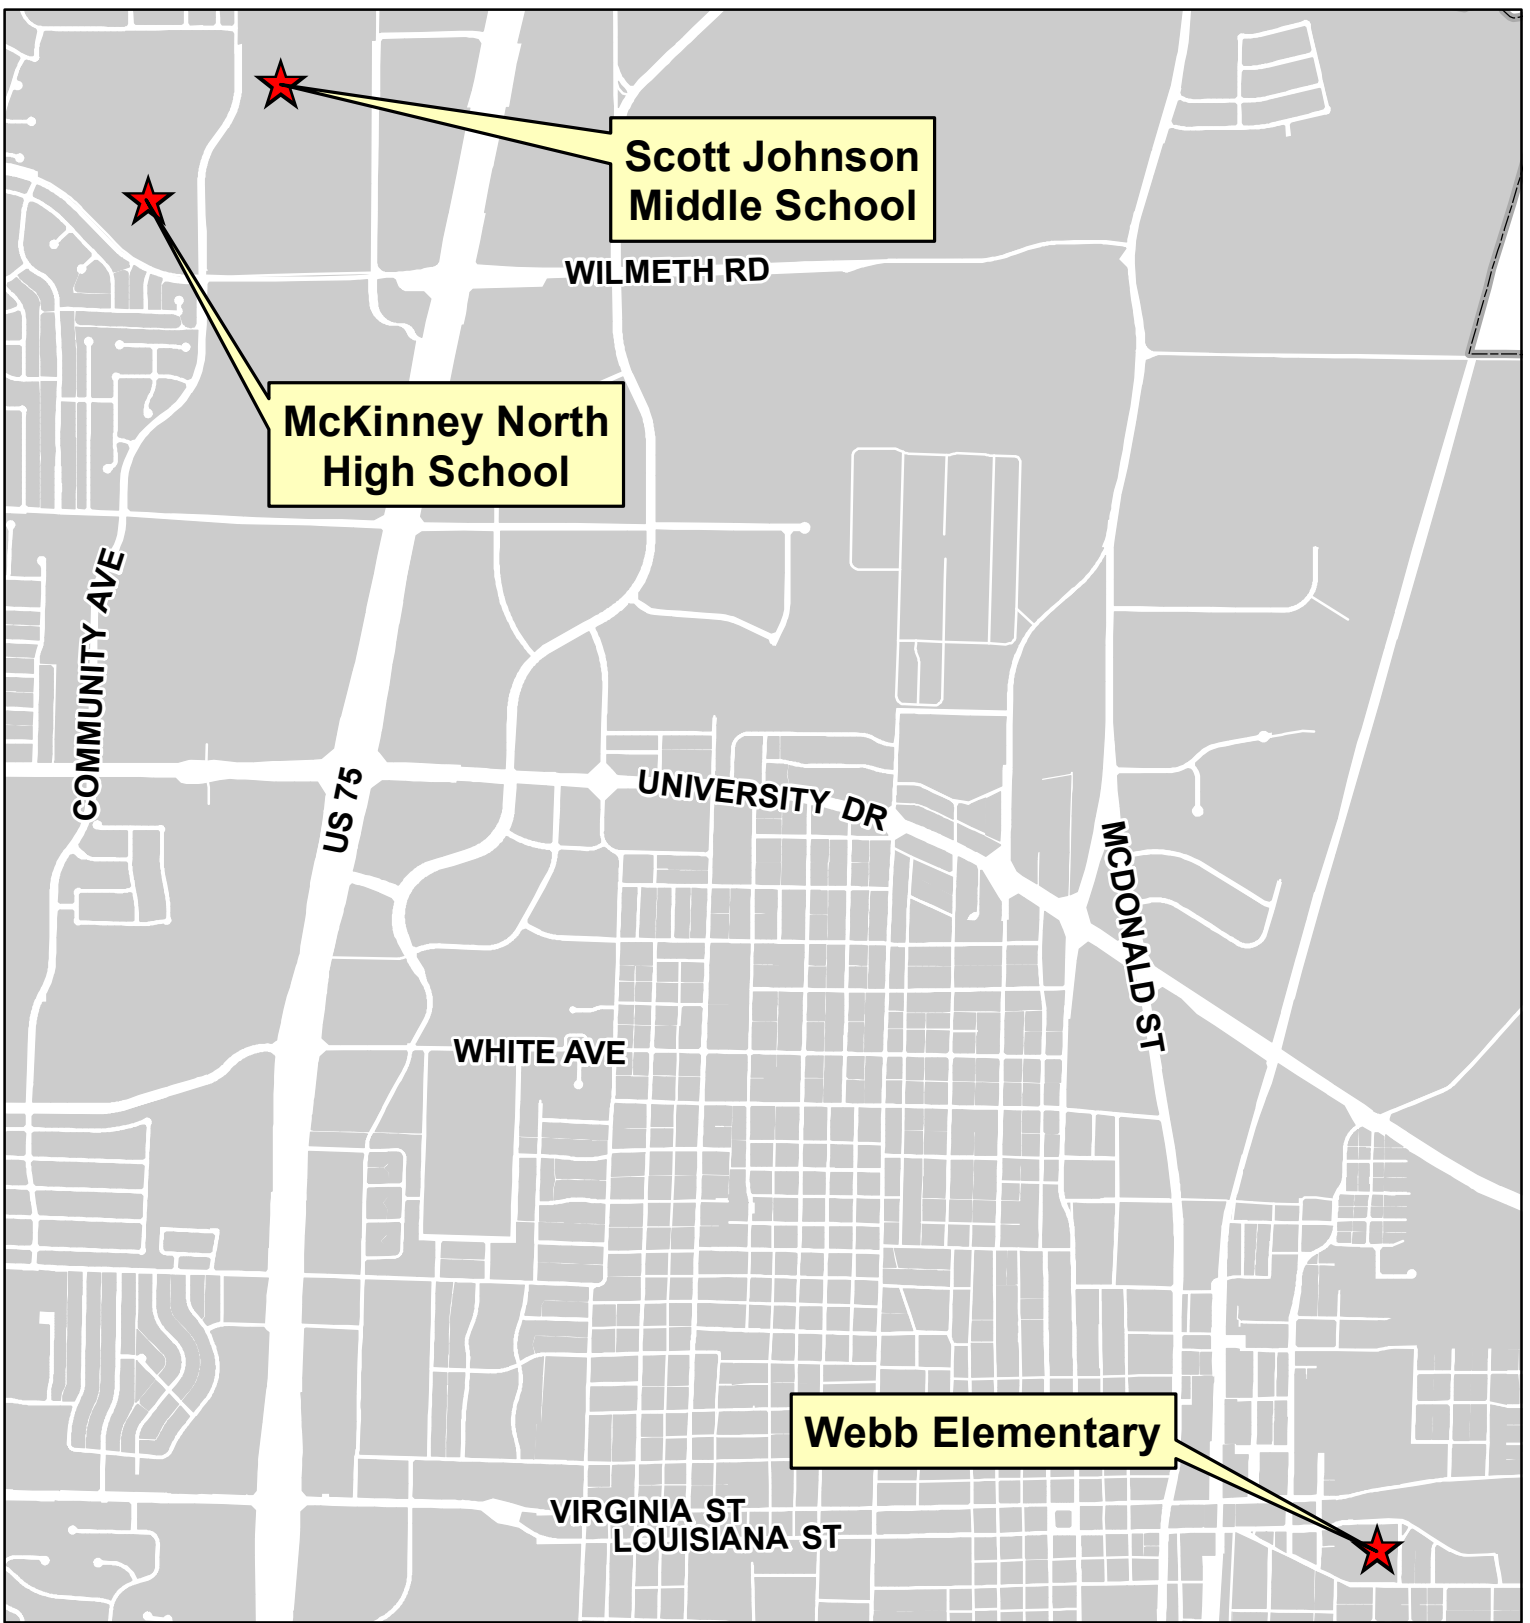 Scott Johnson
Middle School
WILMETH RD
McKinney North
High School
COMMUNITY AVE
US 75
UNIVERSITY DR
MCDONALD ST
WHITE AVE
Webb Elementary
VIRGINIA ST
LOUISIANA ST